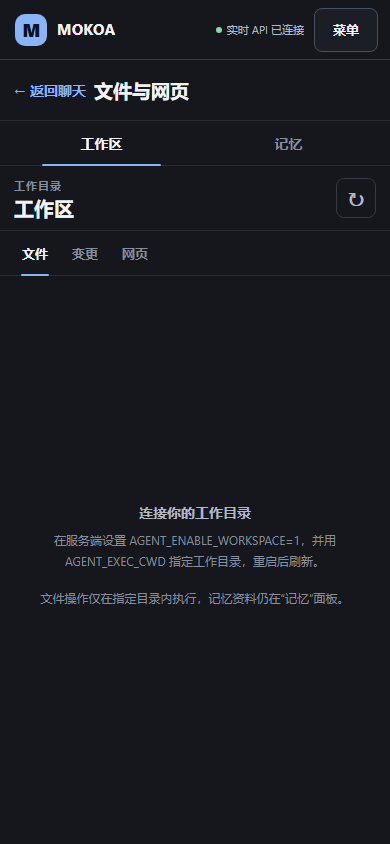 M MOKOA 实时 API 已连接 菜单
← 返回聊天 文件与网页
工作区 记忆
工作目录
工作区 ↻
文件 变更 网页
连接你的工作目录
在服务端设置 AGENT_ENABLE_WORKSPACE=1，并用
AGENT_EXEC_CWD 指定工作目录，重启后刷新。
文件操作仅在指定目录内执行，记忆资料仍在“记忆”面板。